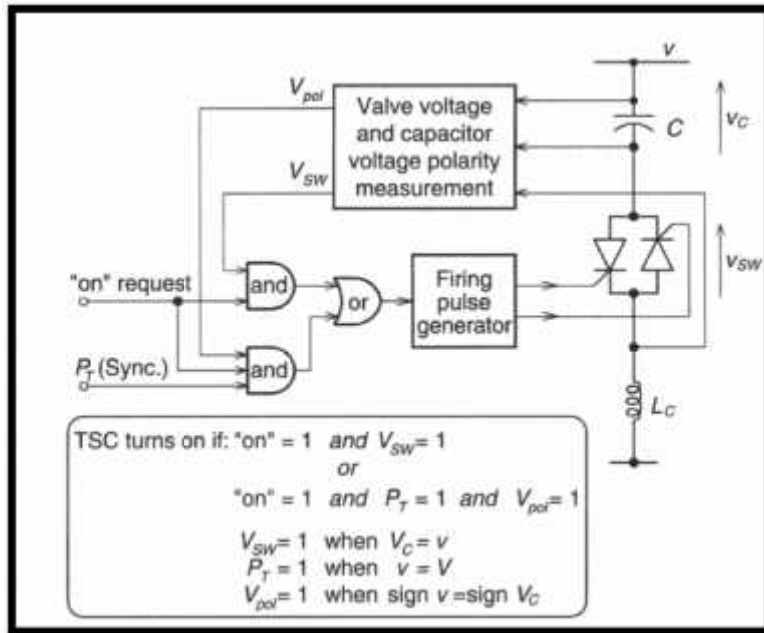 v
V_pol
Valve voltage
and capacitor
voltage polarity
measurement
C
v_C
V_SW
"on" request
and
or
Firing
pulse
generator
v_SW
P_T (Sync.)
and
L_C
TSC turns on if: "on" = 1 and V_SW = 1
or
"on" = 1 and P_T = 1 and V_pol = 1
V_SW = 1 when V_C = v
P_T = 1 when v = V
V_pol = 1 when sign v = sign V_C